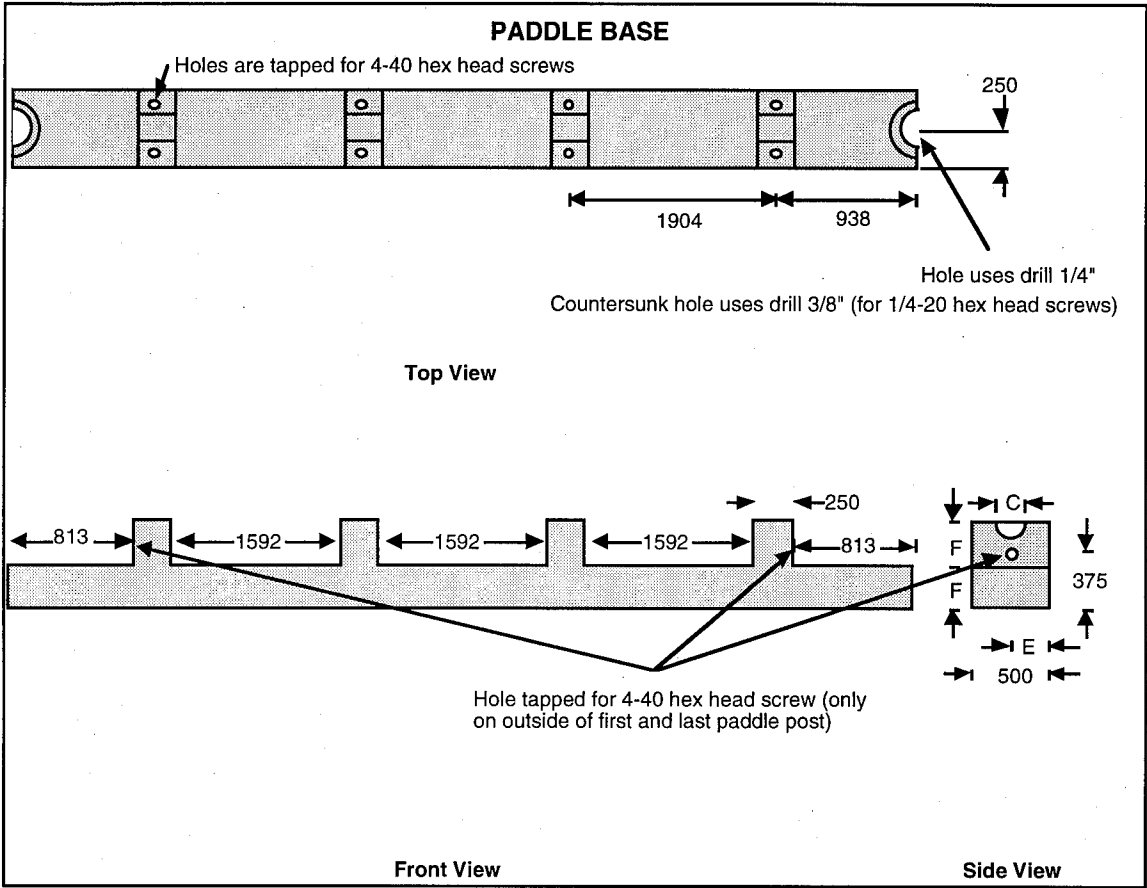 PADDLE BASE
Holes are tapped for 4-40 hex head screws
250
1904
938
Hole uses drill 1/4"
Countersunk hole uses drill 3/8" (for 1/4-20 hex head screws)
Top View
250
C
813
1592
1592
1592
813
F
F
375
E
500
Hole tapped for 4-40 hex head screw (only
on outside of first and last paddle post)
Front View
Side View